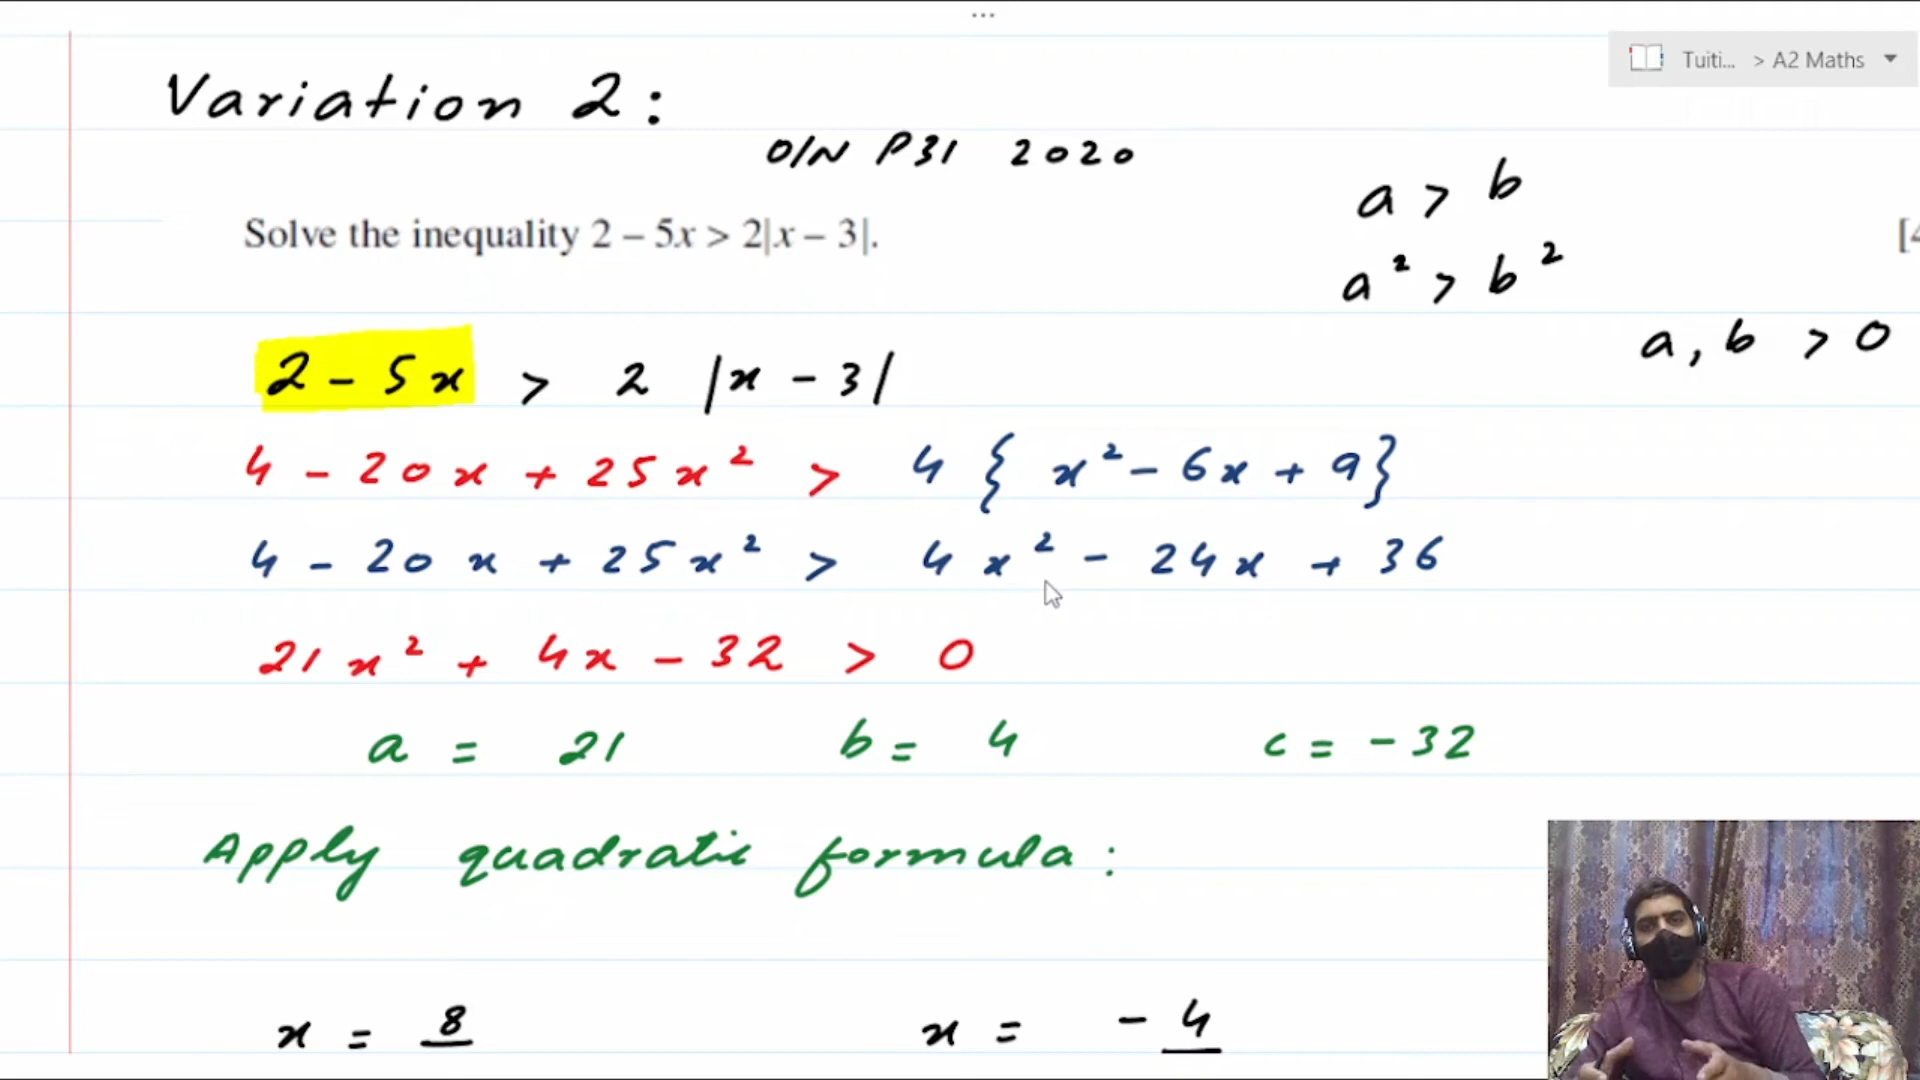 ...
Tuiti... > A2 Maths
Variation 2:
O/N P31 2020
Solve the inequality 2 – 5x > 2|x – 3|.
[4
a > b
a² > b²
a, b > 0
2 - 5x > 2 |x - 3|
4 - 20x + 25x² > 4 { x² - 6x + 9}
4 - 20x + 25x² > 4x² - 24x + 36
21x² + 4x - 32 > 0
a = 21 b = 4 c = -32
Apply quadratic formula:
x = 8 x = -4